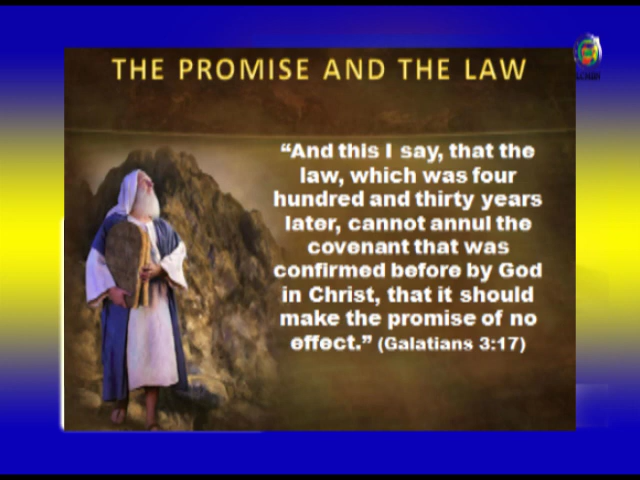 THE PROMISE AND THE LAW
“And this I say, that the
law, which was four
hundred and thirty years
later, cannot annul the
covenant that was
confirmed before by God
in Christ, that it should
make the promise of no
effect.” (Galatians 3:17)